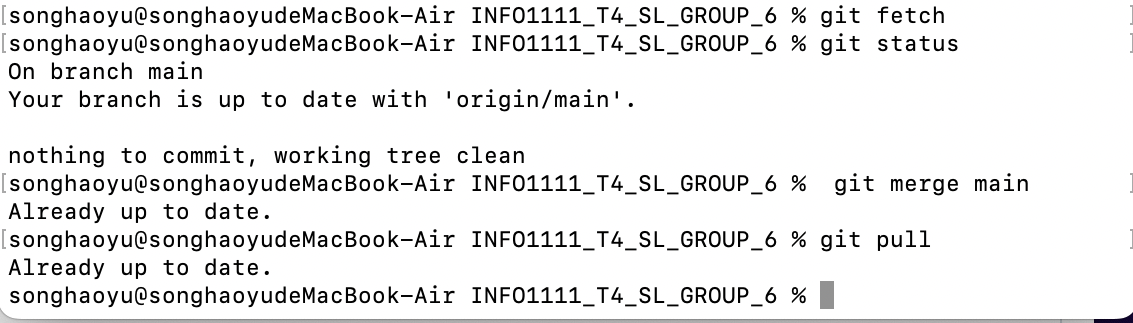 [songhaoyu@songhaoyudeMacBook-Air INFO1111_T4_SL_GROUP_6 % git fetch ]
[songhaoyu@songhaoyudeMacBook-Air INFO1111_T4_SL_GROUP_6 % git status ]
On branch main
Your branch is up to date with 'origin/main'.
nothing to commit, working tree clean
[songhaoyu@songhaoyudeMacBook-Air INFO1111_T4_SL_GROUP_6 %  git merge main ]
Already up to date.
[songhaoyu@songhaoyudeMacBook-Air INFO1111_T4_SL_GROUP_6 % git pull ]
Already up to date.
songhaoyu@songhaoyudeMacBook-Air INFO1111_T4_SL_GROUP_6 %